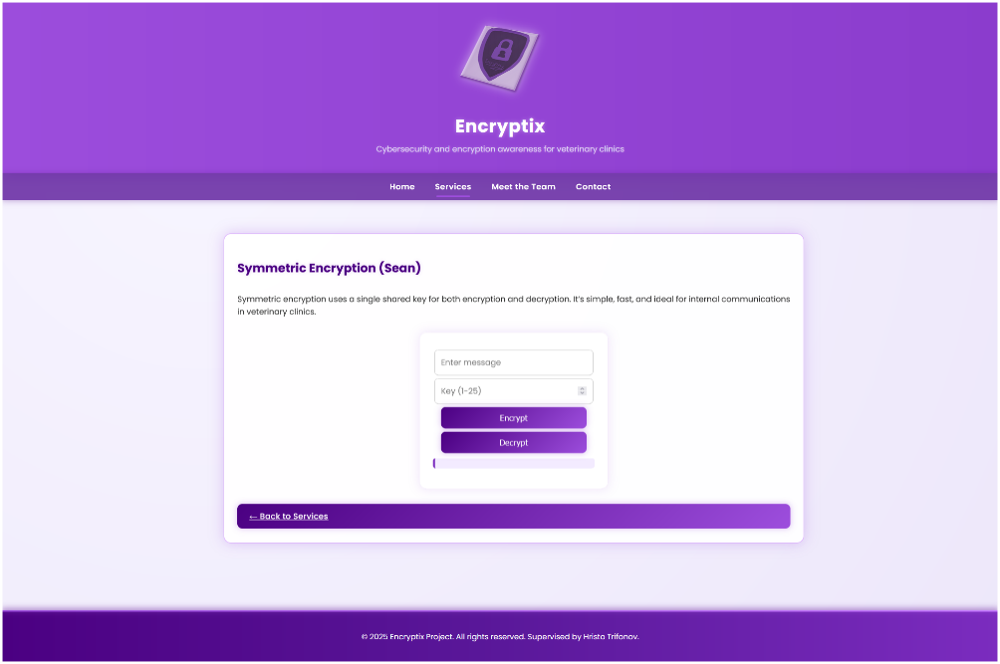 Encryptix
Cybersecurity and encryption awareness for veterinary clinics
Home Services Meet the Team Contact
Symmetric Encryption (Sean)
Symmetric encryption uses a single shared key for both encryption and decryption. It's simple, fast, and ideal for internal communications
in veterinary clinics.
Enter message
Key (1-25)
Encrypt
Decrypt
← Back to Services
© 2025 Encryptix Project. All rights reserved. Supervised by Hristo Trifonov.